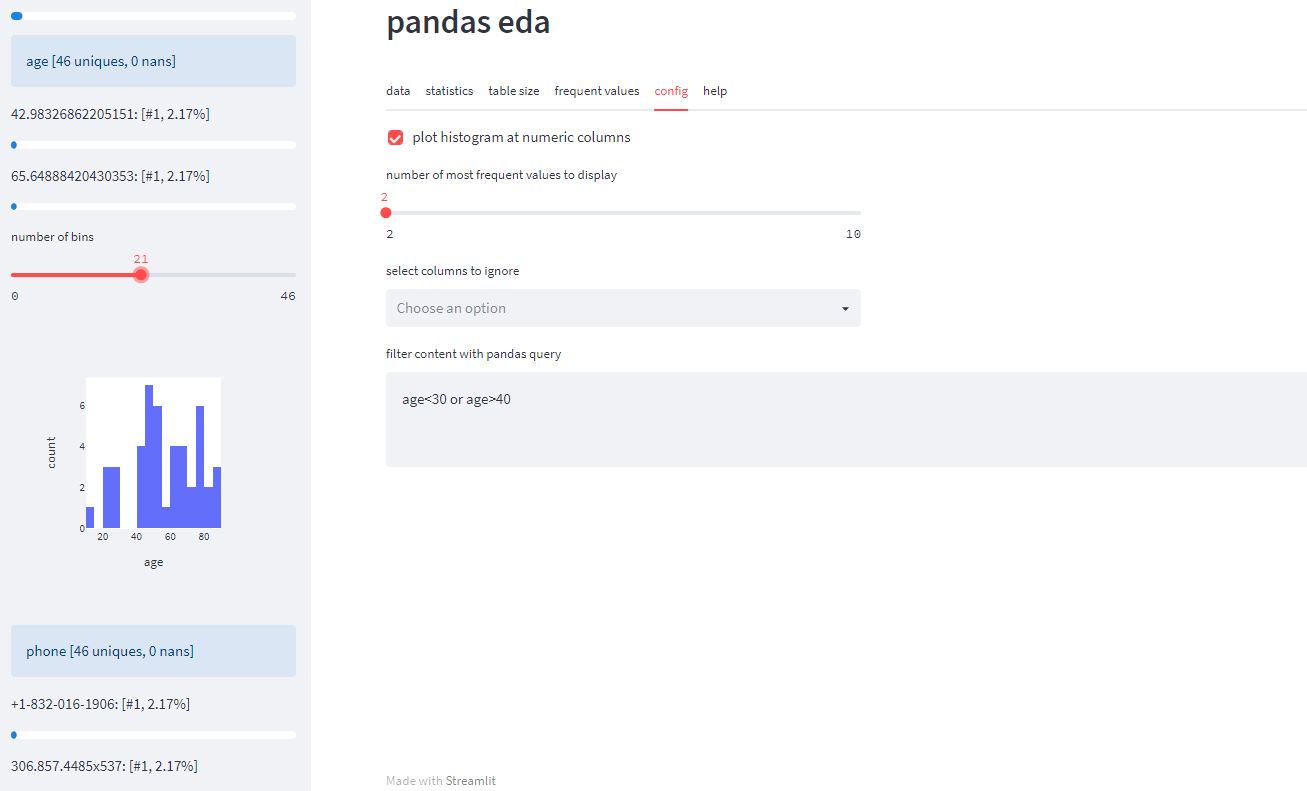 age [46 uniques, 0 nans]
42.98326862205151: [#1, 2.17%]
65.64888420430353: [#1, 2.17%]
number of bins
21
0 46
6
4
2
0
count
20 40 60 80
age
phone [46 uniques, 0 nans]
+1-832-016-1906: [#1, 2.17%]
306.857.4485x537: [#1, 2.17%]
pandas eda
data statistics table size frequent values config help
plot histogram at numeric columns
number of most frequent values to display
2
2 10
select columns to ignore
Choose an option
filter content with pandas query
age<30 or age>40
Made with Streamlit